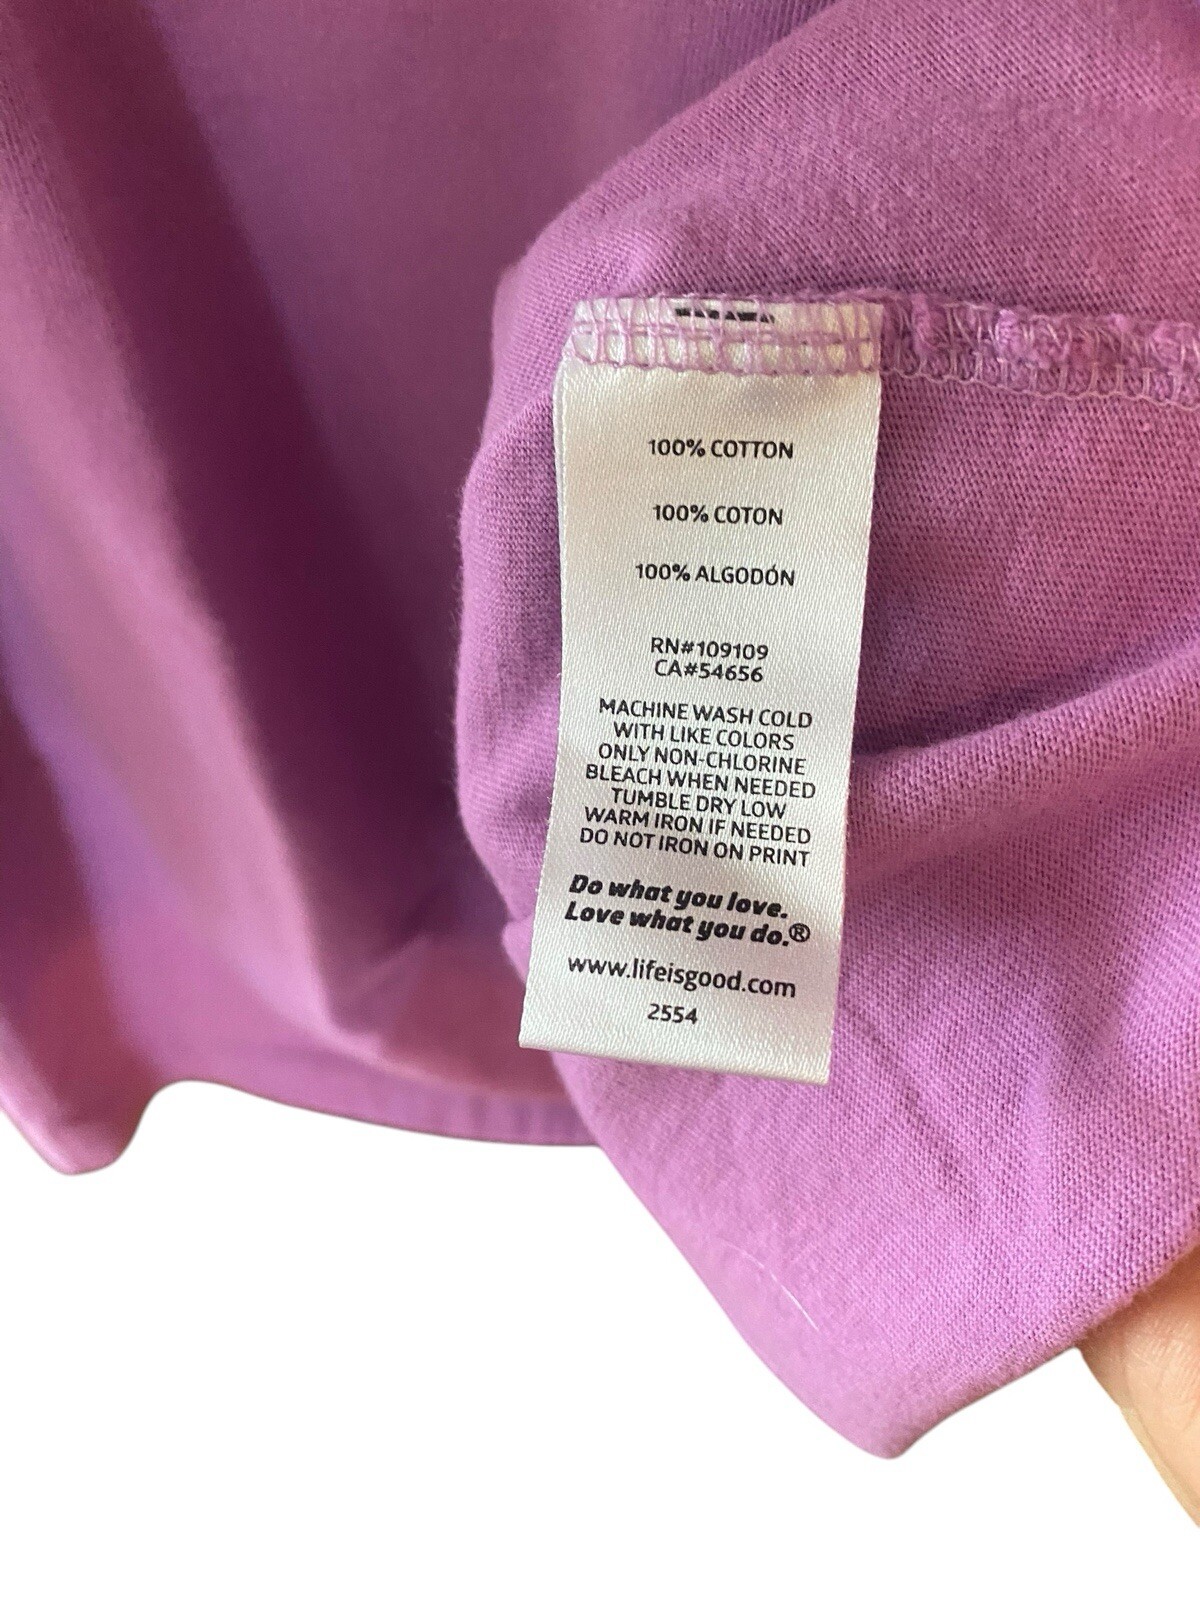 100% COTTON
100% COTON
100% ALGODÓN
RN#109109
CA#54656
MACHINE WASH COLD
WITH LIKE COLORS
ONLY NON-CHLORINE
BLEACH WHEN NEEDED
TUMBLE DRY LOW
WARM IRON IF NEEDED
DO NOT IRON ON PRINT
Do what you love.
Love what you do.®
www.lifeisgood.com
2554